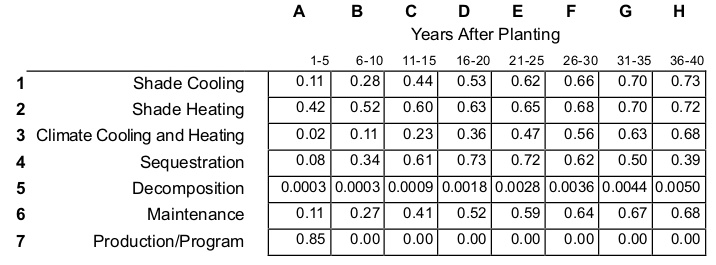 A B C D E F G H
Years After Planting
1-5 6-10 11-15 16-20 21-25 26-30 31-35 36-40
1 Shade Cooling 0.11 0.28 0.44 0.53 0.62 0.66 0.70 0.73
2 Shade Heating 0.42 0.52 0.60 0.63 0.65 0.68 0.70 0.72
3 Climate Cooling and Heating 0.02 0.11 0.23 0.36 0.47 0.56 0.63 0.68
4 Sequestration 0.08 0.34 0.61 0.73 0.72 0.62 0.50 0.39
5 Decomposition 0.0003 0.0003 0.0009 0.0018 0.0028 0.0036 0.0044 0.0050
6 Maintenance 0.11 0.27 0.41 0.52 0.59 0.64 0.67 0.68
7 Production/Program 0.85 0.00 0.00 0.00 0.00 0.00 0.00 0.00